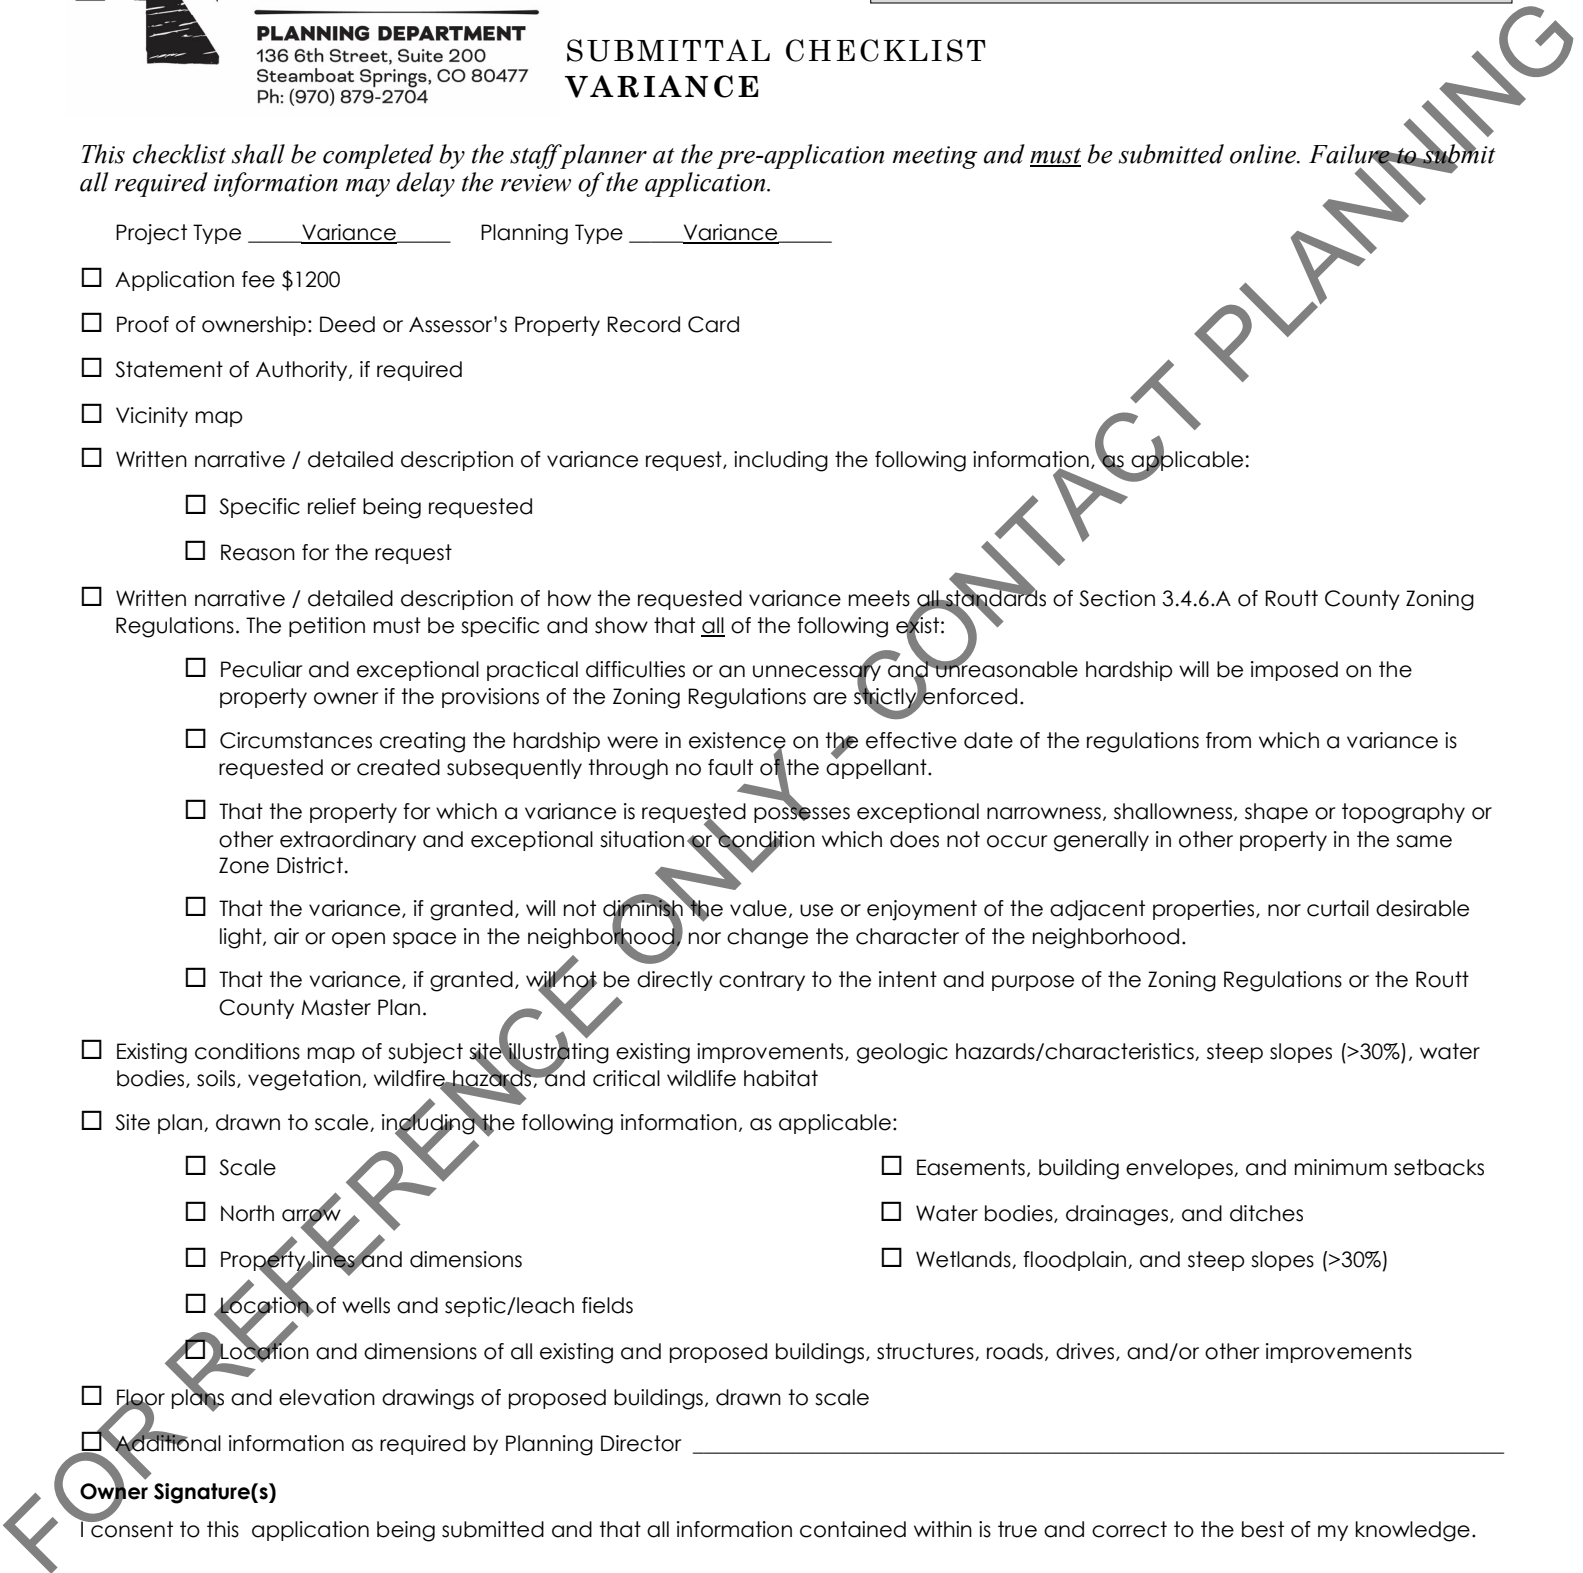 PLANNING DEPARTMENT
136 6th Street, Suite 200
Steamboat Springs, CO 80477
Ph: (970) 879-2704
SUBMITTAL CHECKLIST
VARIANCE
This checklist shall be completed by the staff planner at the pre-application meeting and must be submitted online. Failure to submit
all required information may delay the review of the application.
Project Type _____Variance_____ Planning Type _____Variance_____
☐ Application fee $1200
☐ Proof of ownership: Deed or Assessor’s Property Record Card
☐ Statement of Authority, if required
☐ Vicinity map
☐ Written narrative / detailed description of variance request, including the following information, as applicable:
☐ Specific relief being requested
☐ Reason for the request
☐ Written narrative / detailed description of how the requested variance meets all standards of Section 3.4.6.A of Routt County Zoning
Regulations. The petition must be specific and show that all of the following exist:
☐ Peculiar and exceptional practical difficulties or an unnecessary and unreasonable hardship will be imposed on the
property owner if the provisions of the Zoning Regulations are strictly enforced.
☐ Circumstances creating the hardship were in existence on the effective date of the regulations from which a variance is
requested or created subsequently through no fault of the appellant.
☐ That the property for which a variance is requested possesses exceptional narrowness, shallowness, shape or topography or
other extraordinary and exceptional situation or condition which does not occur generally in other property in the same
Zone District.
☐ That the variance, if granted, will not diminish the value, use or enjoyment of the adjacent properties, nor curtail desirable
light, air or open space in the neighborhood, nor change the character of the neighborhood.
☐ That the variance, if granted, will not be directly contrary to the intent and purpose of the Zoning Regulations or the Routt
County Master Plan.
☐ Existing conditions map of subject site illustrating existing improvements, geologic hazards/characteristics, steep slopes (>30%), water
bodies, soils, vegetation, wildfire hazards, and critical wildlife habitat
☐ Site plan, drawn to scale, including the following information, as applicable:
☐ Scale ☐ Easements, building envelopes, and minimum setbacks
☐ North arrow ☐ Water bodies, drainages, and ditches
☐ Property lines and dimensions ☐ Wetlands, floodplain, and steep slopes (>30%)
☐ Location of wells and septic/leach fields
☐ Location and dimensions of all existing and proposed buildings, structures, roads, drives, and/or other improvements
☐ Floor plans and elevation drawings of proposed buildings, drawn to scale
☐ Additional information as required by Planning Director ____________________
Owner Signature(s)
I consent to this application being submitted and that all information contained within is true and correct to the best of my knowledge.
FOR REFERENCE ONLY - CONTACT PLANNING